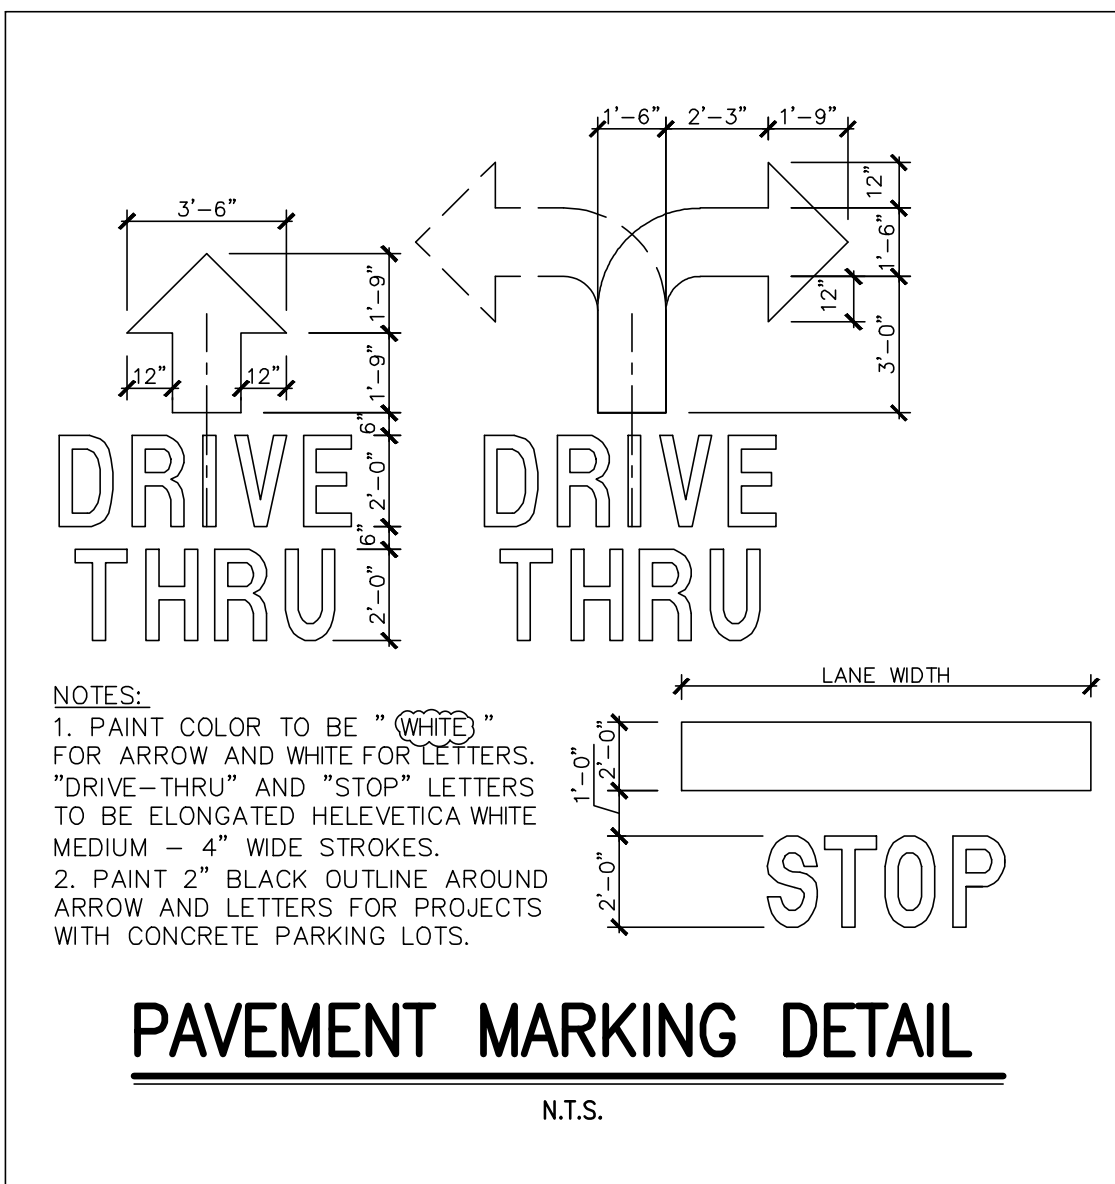 1'-6" 2'-3" 1'-9"
12"
1'-6"
12"
3'-0"
3'-6"
1'-9"
12" 12" 1'-9"
6"
DRIVE 2'-0" DRIVE
6"
THRU 2'-0" THRU
NOTES:
1. PAINT COLOR TO BE "WHITE"
FOR ARROW AND WHITE FOR LETTERS.
"DRIVE-THRU" AND "STOP" LETTERS
TO BE ELONGATED HELEVETICA WHITE
MEDIUM - 4" WIDE STROKES.
2. PAINT 2" BLACK OUTLINE AROUND
ARROW AND LETTERS FOR PROJECTS
WITH CONCRETE PARKING LOTS.
LANE WIDTH
2'-0"
1'-0"
2'-0" STOP
PAVEMENT MARKING DETAIL
N.T.S.